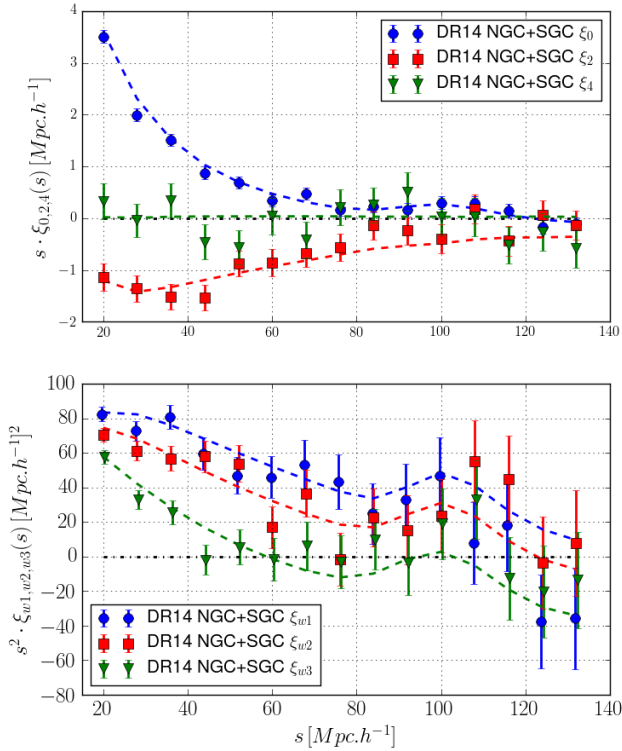 4
3
2
1
0
−1
−2
s · ξ0,2,4(s) [Mpc.h−1]
DR14 NGC+SGC ξ0
DR14 NGC+SGC ξ2
DR14 NGC+SGC ξ4
20 40 60 80 100 120 140
100
80
60
40
20
0
−20
−40
−60
−80
s2 · ξw1,w2,w3(s) [Mpc.h−1]2
DR14 NGC+SGC ξw1
DR14 NGC+SGC ξw2
DR14 NGC+SGC ξw3
20 40 60 80 100 120 140
s [Mpc.h−1]